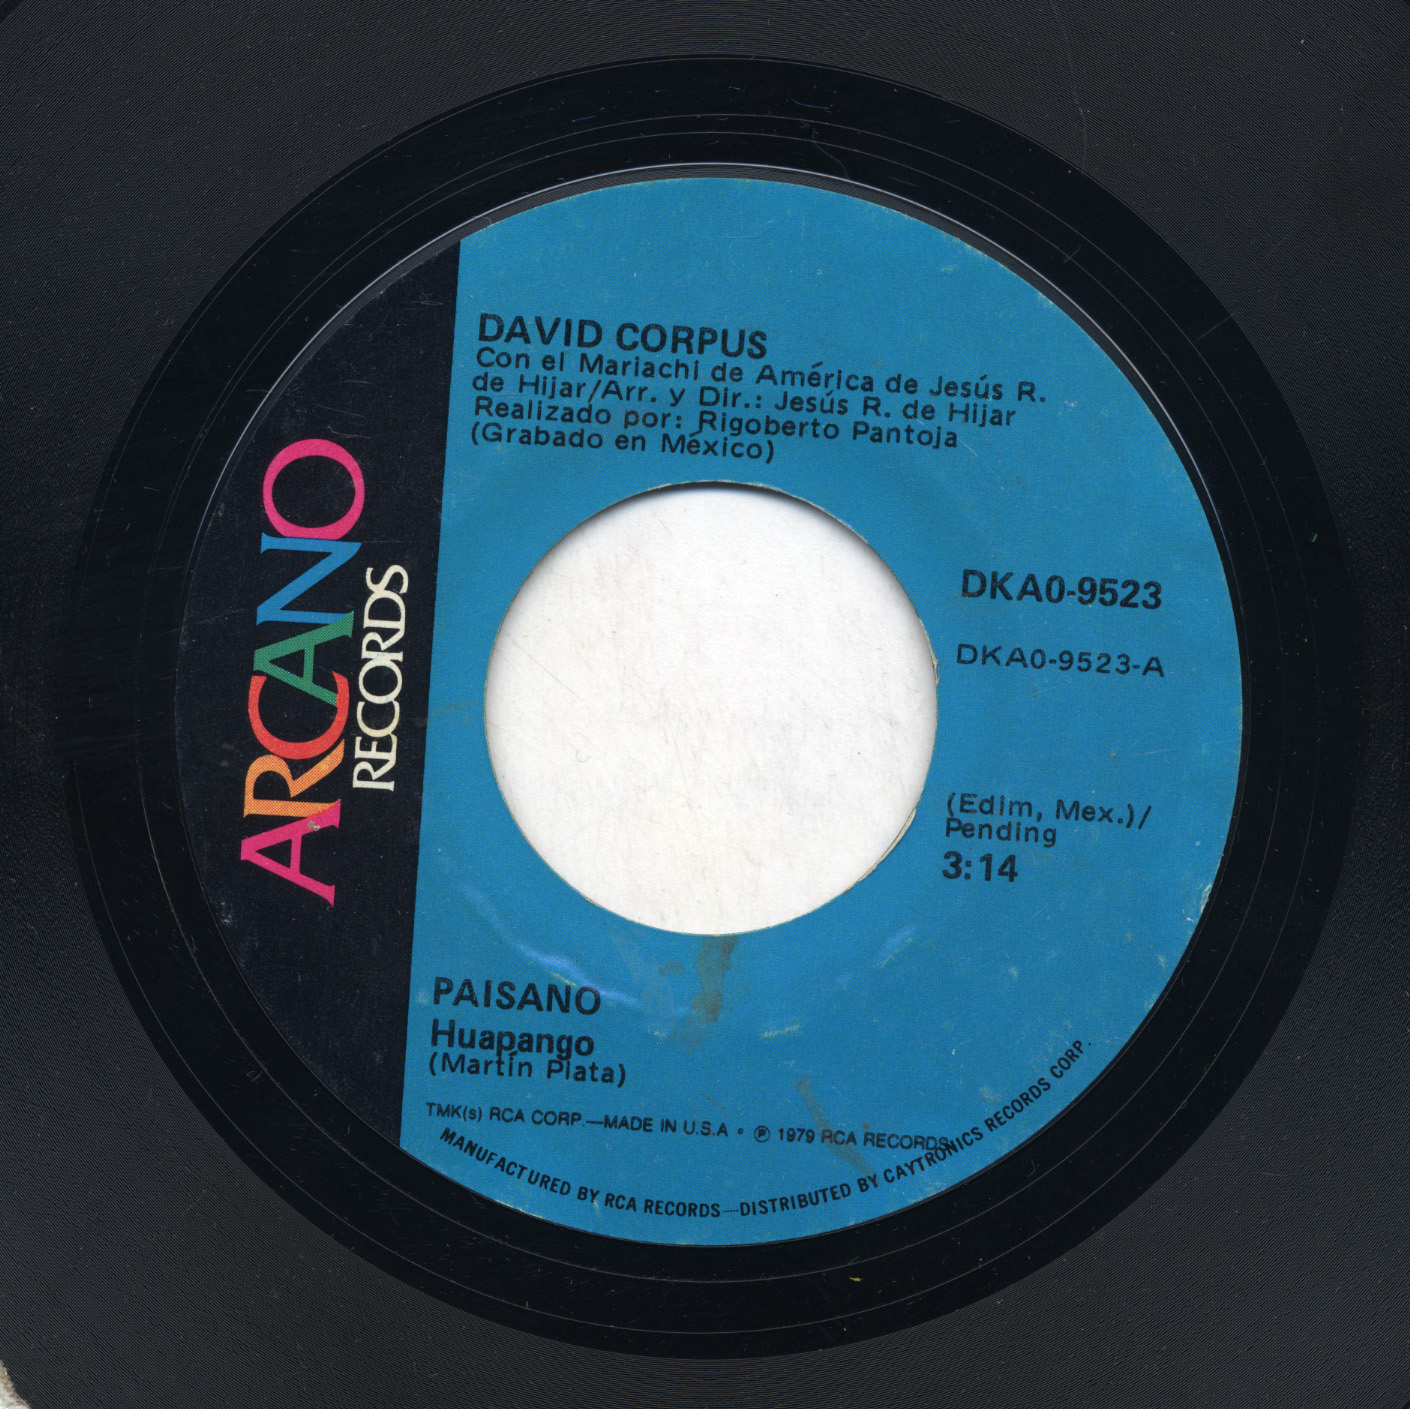 ARCANO
RECORDS
DAVID CORPUS
Con el Mariachi de América de Jesús R.
de Hijar/Arr. y Dir.: Jesús R. de Hijar
Realizado por: Rigoberto Pantoja
(Grabado en México)
DKA0-9523
DKA0-9523-A
(Edim, Mex.)/
Pending
3:14
PAISANO
Huapango
(Martín Plata)
TMK(s) RCA CORP.—MADE IN U.S.A • ℗ 1979 RCA RECORDS
MANUFACTURED BY RCA RECORDS—DISTRIBUTED BY CAYTRONICS RECORDS CORP.